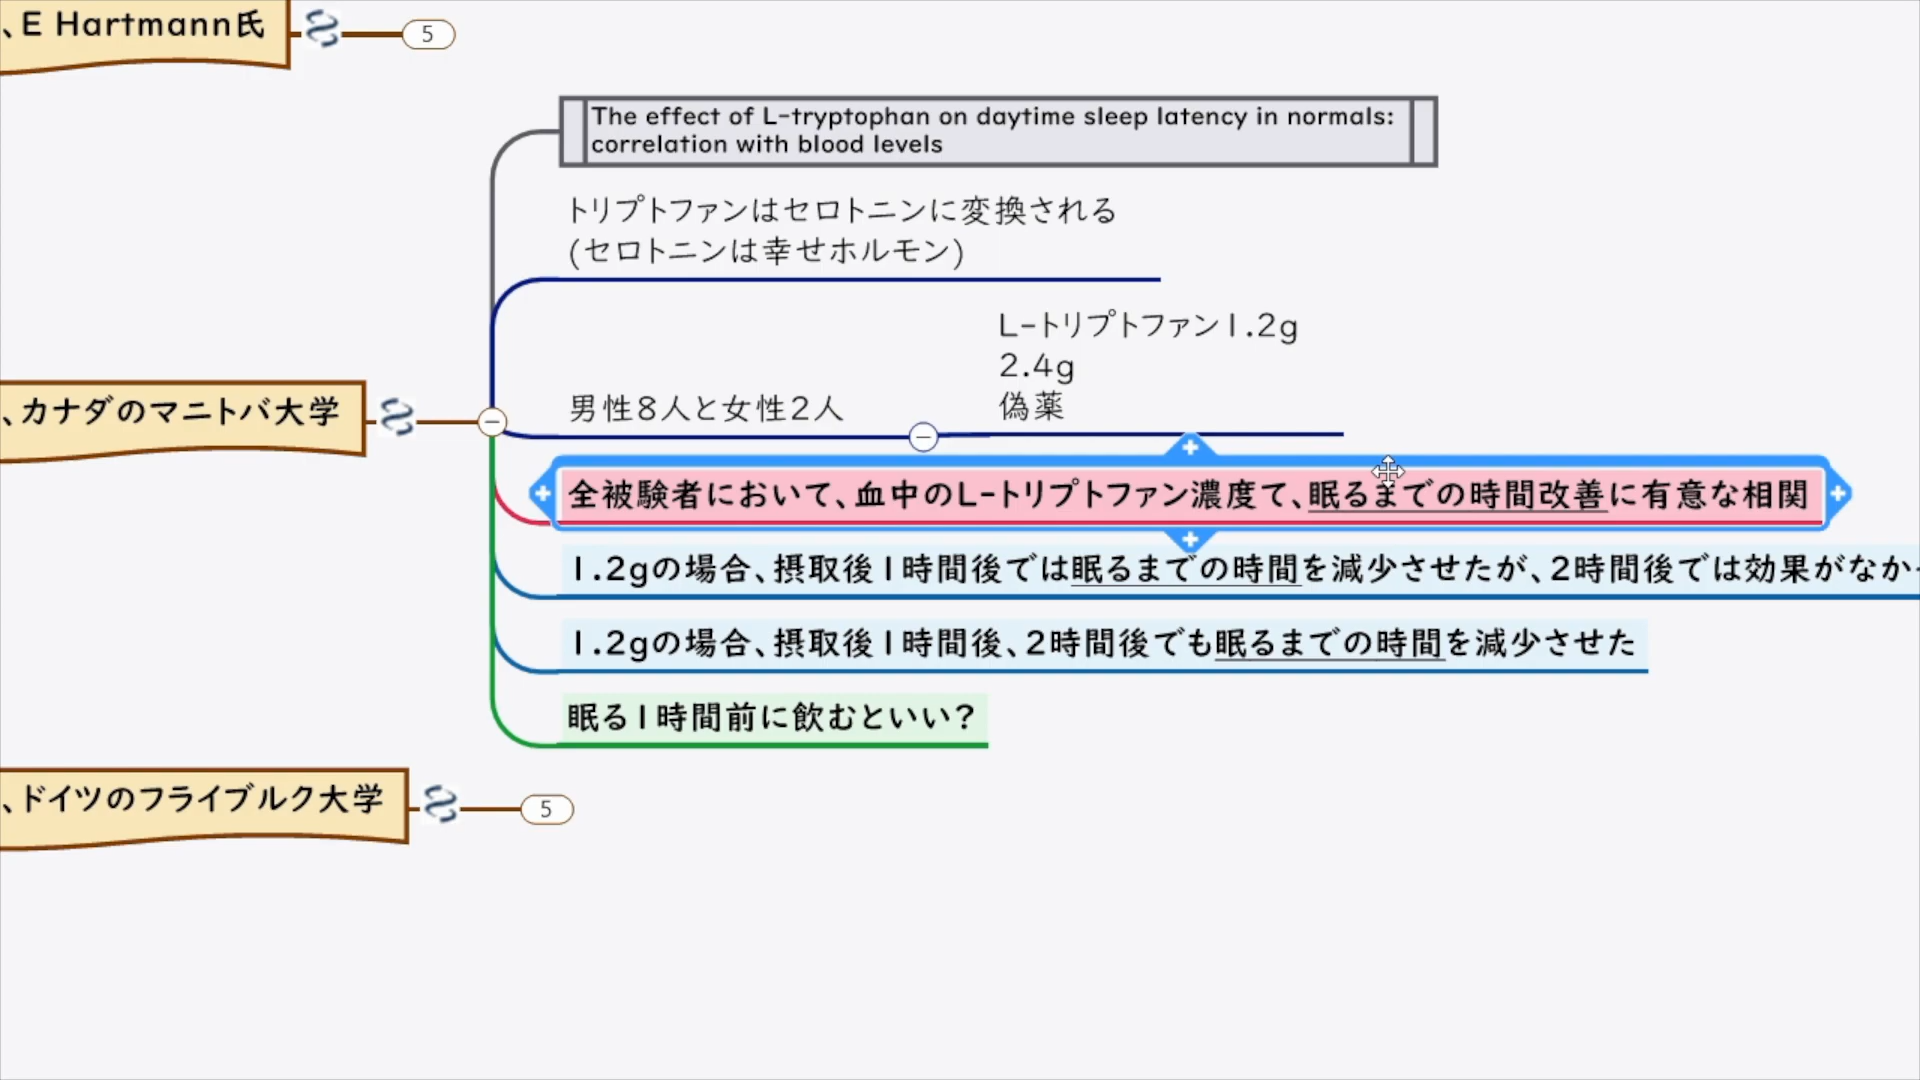 、E Hartmann氏
5
The effect of L-tryptophan on daytime sleep latency in normals:
correlation with blood levels
トリプトファンはセロトニンに変換される
(セロトニンは幸せホルモン)
L-トリプトファン1.2g
2.4g
偽薬
男性8人と女性2人
、カナダのマニトバ大学
全被験者において、血中のL-トリプトファン濃度て、眠るまでの時間改善に有意な相関
1.2gの場合、摂取後1時間後では眠るまでの時間を減少させたが、2時間後では効果がなか
1.2gの場合、摂取後1時間後、2時間後でも眠るまでの時間を減少させた
眠る1時間前に飲むといい？
、ドイツのフライブルク大学
5